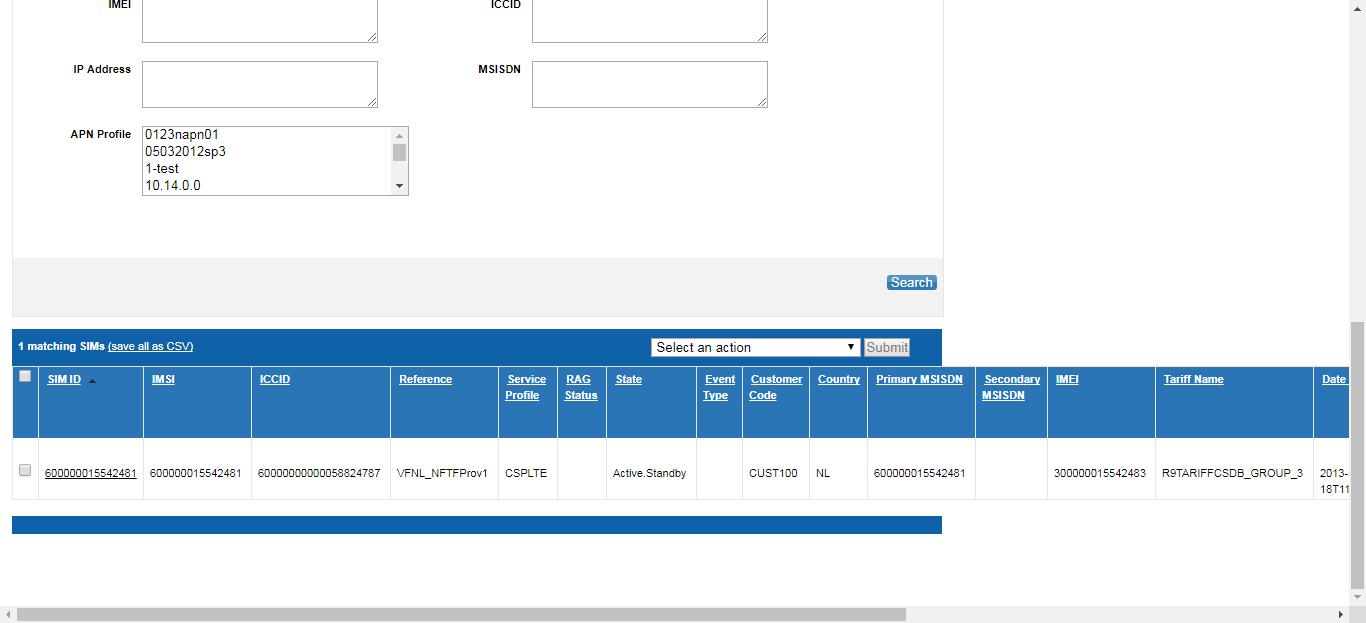 IMEI ICCID
IP Address MSISDN
APN Profile 0123napn01
05032012sp3
1-test
10.14.0.0
Search
1 matching SIMs (save all as CSV) Select an action Submit
SIM ID IMSI ICCID Reference Service RAG State Event Customer Country Primary MSISDN Secondary IMEI Tariff Name Date
Profile Status Type Code MSISDN
600000015542481 600000015542481 60000000000058824787 VFNL_NFTFProv1 CSPLTE Active.Standby CUST100 NL 600000015542481 300000015542483 R9TARIFFCSDB_GROUP_3 2013-
18T11